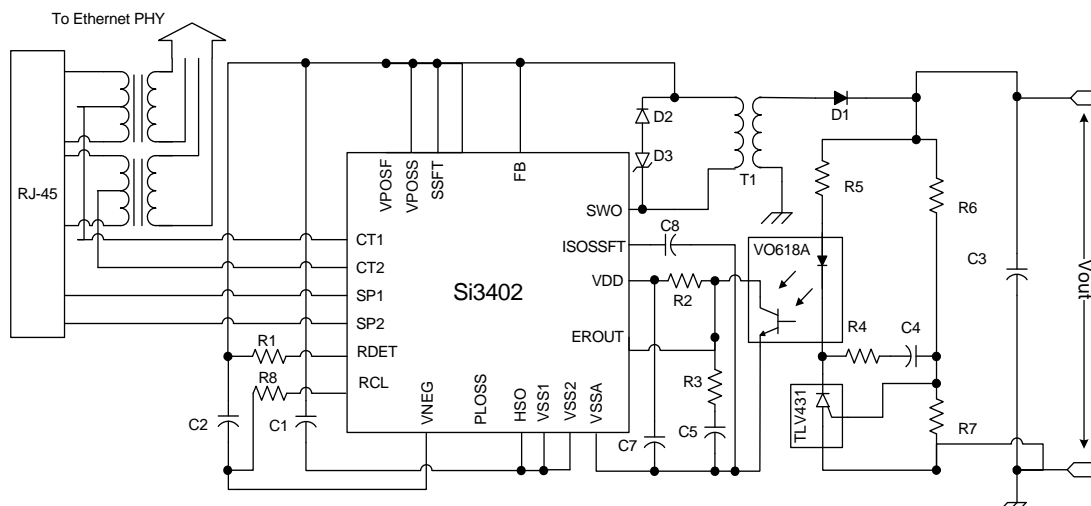 To Ethernet PHY
RJ-45
VPOSF
VPOSS
SSFT
FB
D2
D3
T1
D1
R5
R6
SWO
ISOSSFT
C8
VO618A
C3
Vout
CT1
CT2
SP1
SP2
RDET
RCL
Si3402
VDD
R2
EROUT
R4
C4
R1
R8
R3
TLV431
R7
C2
C1
VNEG
PLOSS
HSO
VSS1
VSS2
VSSA
C7
C5